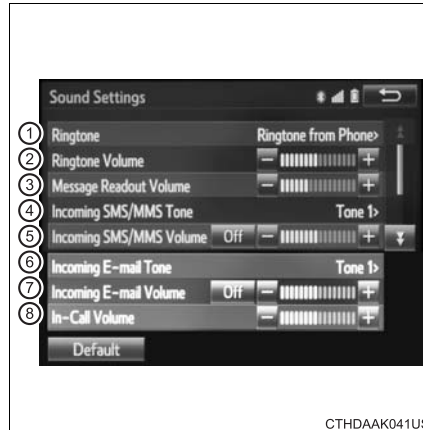 Sound Settings
1 Ringtone Ringtone from Phone>
2 Ringtone Volume - +
3 Message Readout Volume - +
4 Incoming SMS/MMS Tone Tone 1>
5 Incoming SMS/MMS Volume Off - +
6 Incoming E-mail Tone Tone 1>
7 Incoming E-mail Volume Off - +
8 In-Call Volume - +
Default
CTHDAAK041US